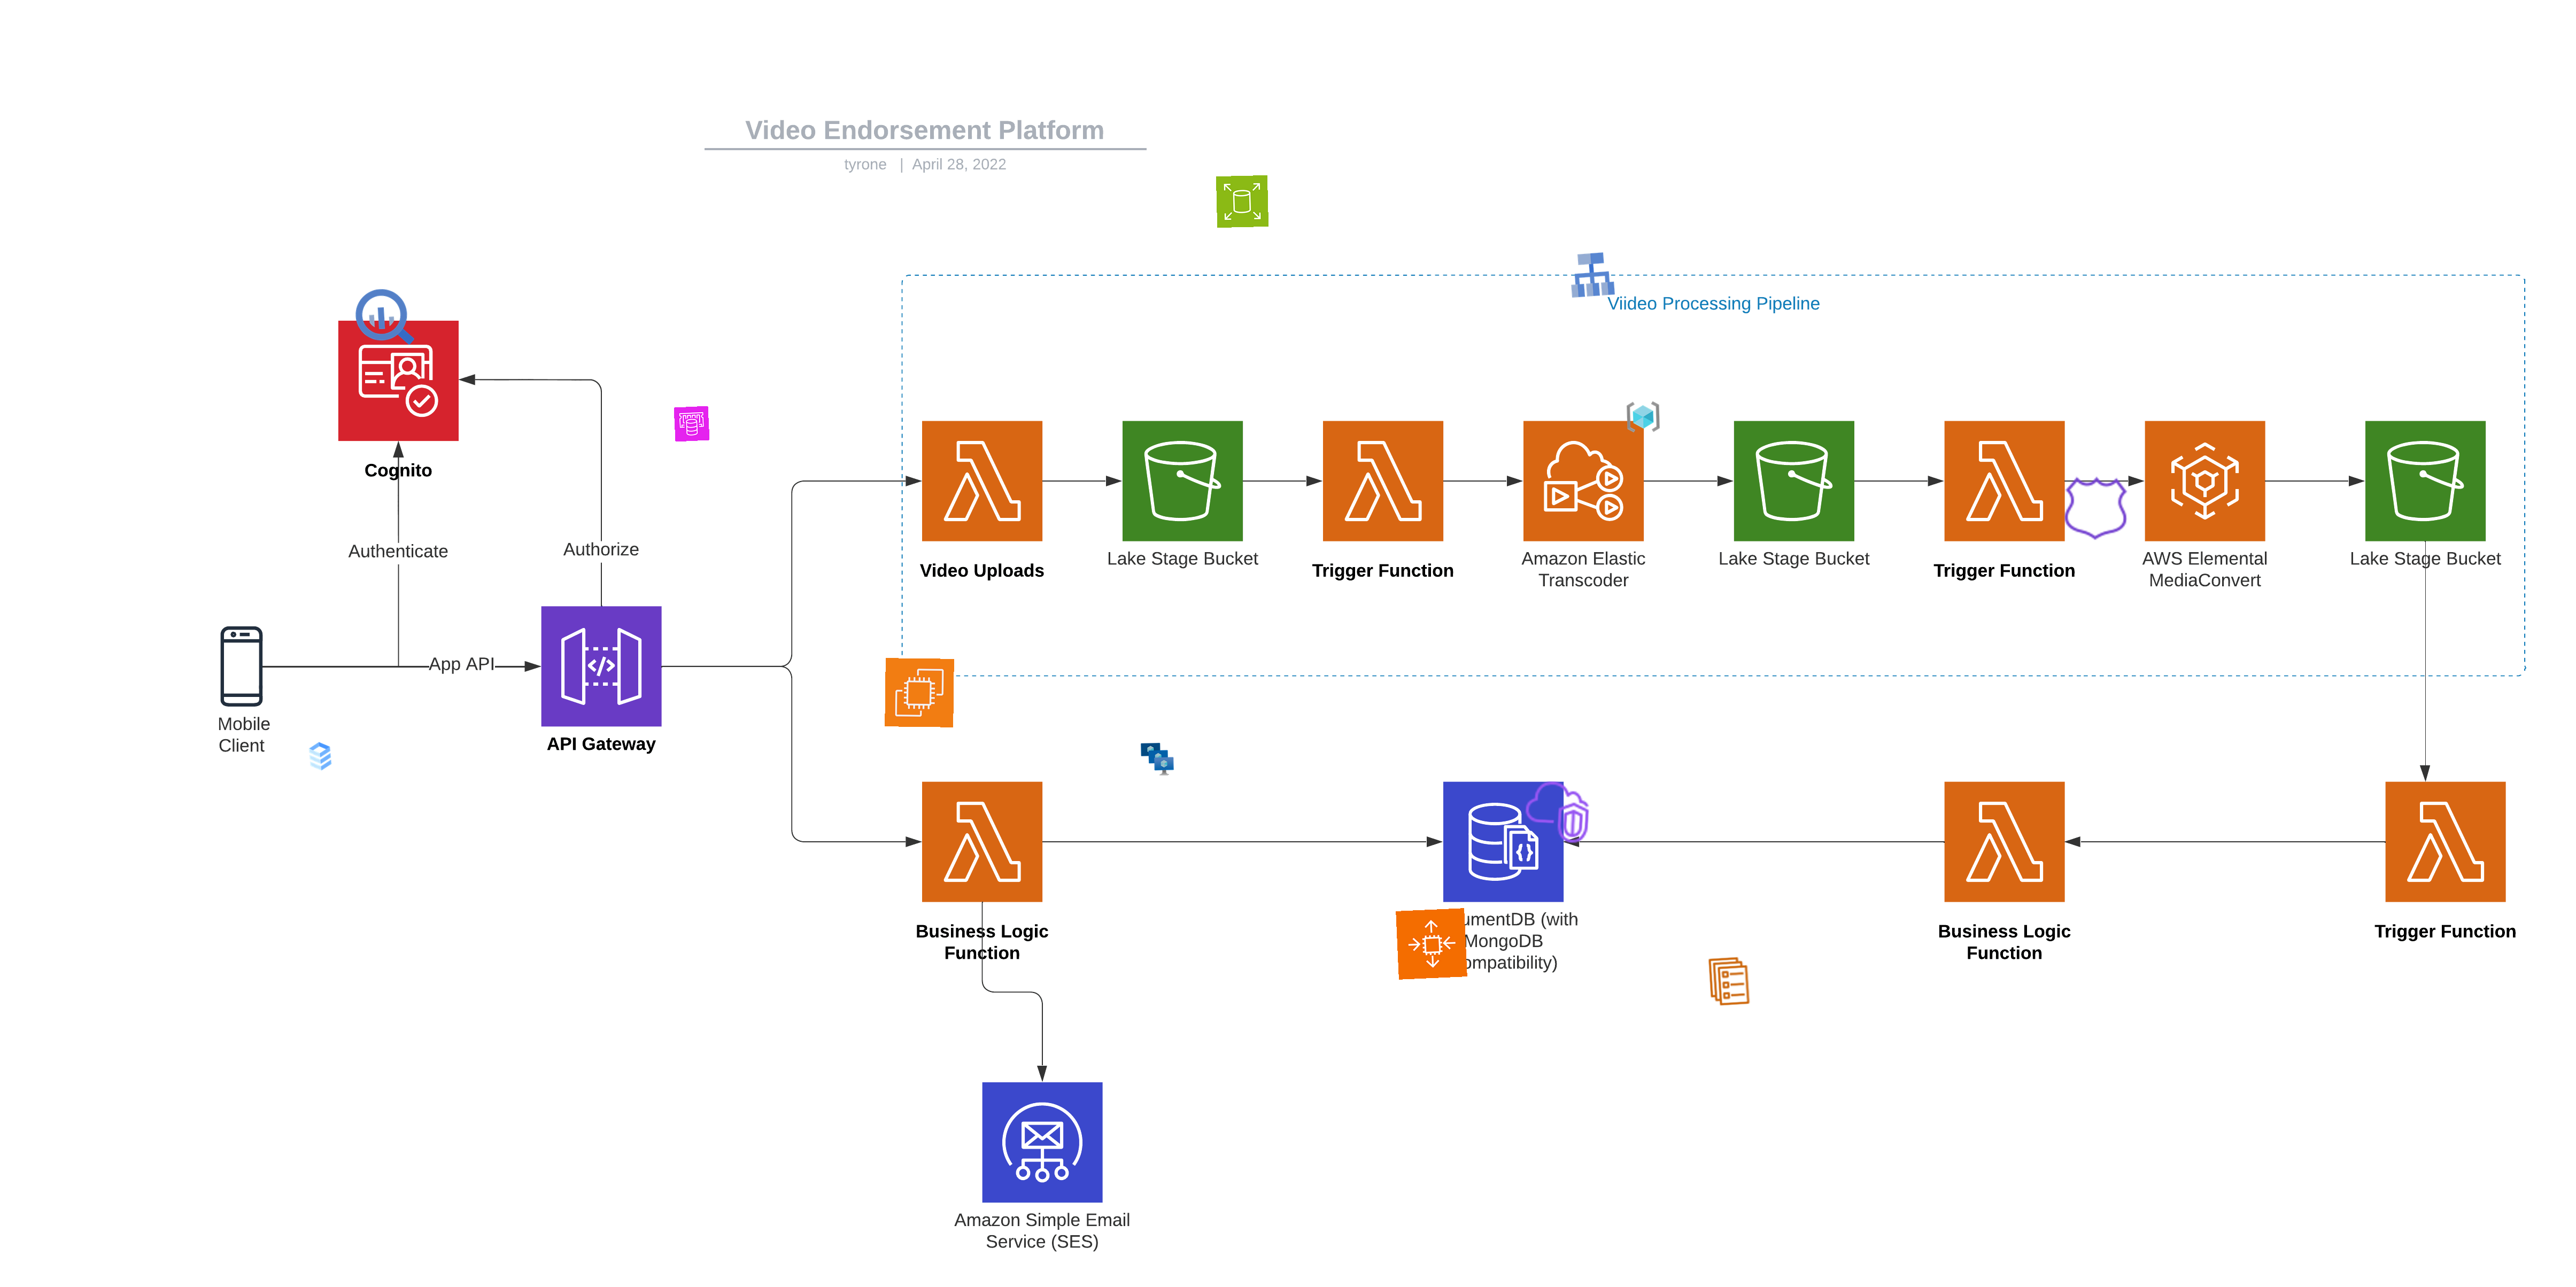 Video Endorsement Platform
tyrone | April 28, 2022
Viideo Processing Pipeline
Cognito
Authenticate
Authorize
App API
Mobile
Client
API Gateway
Video Uploads
Lake Stage Bucket
Trigger Function
Amazon Elastic
Transcoder
Lake Stage Bucket
Trigger Function
AWS Elemental
MediaConvert
Lake Stage Bucket
Business Logic
Function
(with
MongoDB
Business Logic
Function
Trigger Function
Amazon Simple Email
Service (SES)